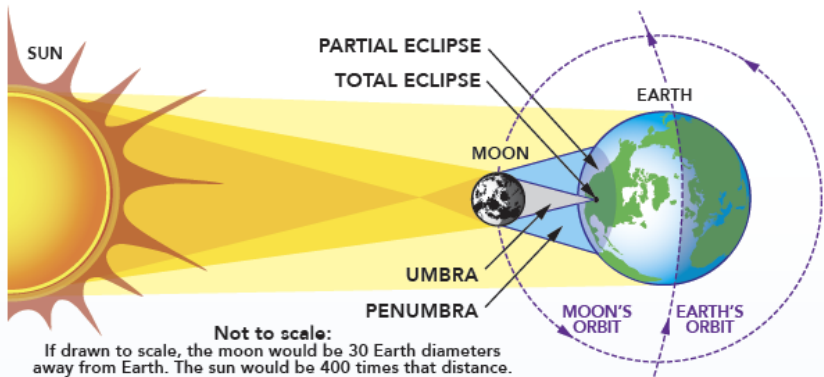 SUN
PARTIAL ECLIPSE
TOTAL ECLIPSE
EARTH
MOON
UMBRA
PENUMBRA
MOON'S
ORBIT
EARTH'S
ORBIT
Not to scale:
If drawn to scale, the moon would be 30 Earth diameters
away from Earth. The sun would be 400 times that distance.